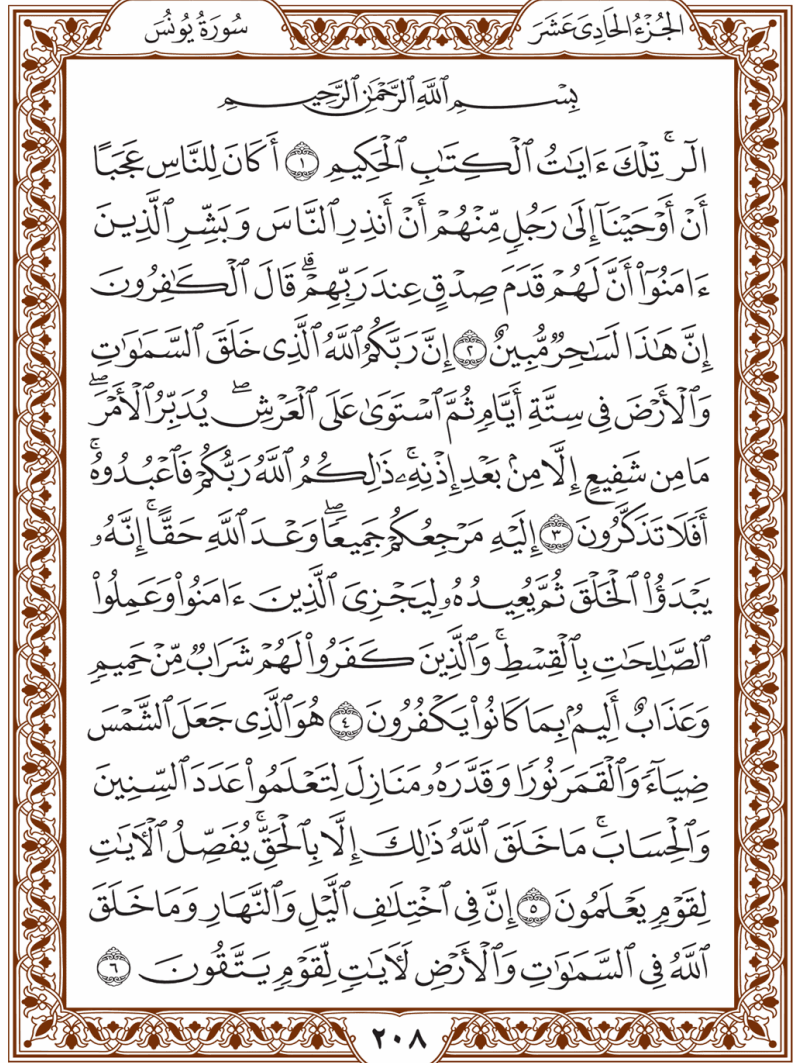 الجُزْءُ الحَادِىَ عَشَرَ
سُورَةُ يُونُسَ
بِسْمِ ٱللَّهِ ٱلرَّحْمَٰنِ ٱلرَّحِيمِ
الٓر ۚ تِلْكَ ءَايَٰتُ ٱلْكِتَٰبِ ٱلْحَكِيمِ ١ أَكَانَ لِلنَّاسِ عَجَبًا
أَنْ أَوْحَيْنَآ إِلَىٰ رَجُلٍ مِّنْهُمْ أَنْ أَنذِرِ ٱلنَّاسَ وَبَشِّرِ ٱلَّذِينَ
ءَامَنُوٓا۟ أَنَّ لَهُمْ قَدَمَ صِدْقٍ عِندَ رَبِّهِمْ ۗ قَالَ ٱلْكَٰفِرُونَ
إِنَّ هَٰذَا لَسَٰحِرٌ مُّبِينٌ ٢ إِنَّ رَبَّكُمُ ٱللَّهُ ٱلَّذِى خَلَقَ ٱلسَّمَٰوَٰتِ
وَٱلْأَرْضَ فِى سِتَّةِ أَيَّامٍ ثُمَّ ٱسْتَوَىٰ عَلَى ٱلْعَرْشِ ۖ يُدَبِّرُ ٱلْأَمْرَ ۖ
مَا مِن شَفِيعٍ إِلَّا مِنۢ بَعْدِ إِذْنِهِۦ ۚ ذَٰلِكُمُ ٱللَّهُ رَبُّكُمْ فَٱعْبُدُوهُ ۚ
أَفَلَا تَذَكَّرُونَ ٣ إِلَيْهِ مَرْجِعُكُمْ جَمِيعًا ۖ وَعْدَ ٱللَّهِ حَقًّا ۚ إِنَّهُۥ
يَبْدَؤُا۟ ٱلْخَلْقَ ثُمَّ يُعِيدُهُۥ لِيَجْزِىَ ٱلَّذِينَ ءَامَنُوا۟ وَعَمِلُوا۟
ٱلصَّٰلِحَٰتِ بِٱلْقِسْطِ ۚ وَٱلَّذِينَ كَفَرُوا۟ لَهُمْ شَرَابٌ مِّنْ حَمِيمٍ
وَعَذَابٌ أَلِيمٌۢ بِمَا كَانُوا۟ يَكْفُرُونَ ٤ هُوَ ٱلَّذِى جَعَلَ ٱلشَّمْسَ
ضِيَآءً وَٱلْقَمَرَ نُورًا وَقَدَّرَهُۥ مَنَازِلَ لِتَعْلَمُوا۟ عَدَدَ ٱلسِّنِينَ
وَٱلْحِسَابَ ۚ مَا خَلَقَ ٱللَّهُ ذَٰلِكَ إِلَّا بِٱلْحَقِّ ۚ يُفَصِّلُ ٱلْءَايَٰتِ
لِقَوْمٍ يَعْلَمُونَ ٥ إِنَّ فِى ٱخْتِلَٰفِ ٱلَّيْلِ وَٱلنَّهَارِ وَمَا خَلَقَ
ٱللَّهُ فِى ٱلسَّمَٰوَٰتِ وَٱلْأَرْضِ لَءَايَٰتٍ لِّقَوْمٍ يَتَّقُونَ ٦
٢٠٨